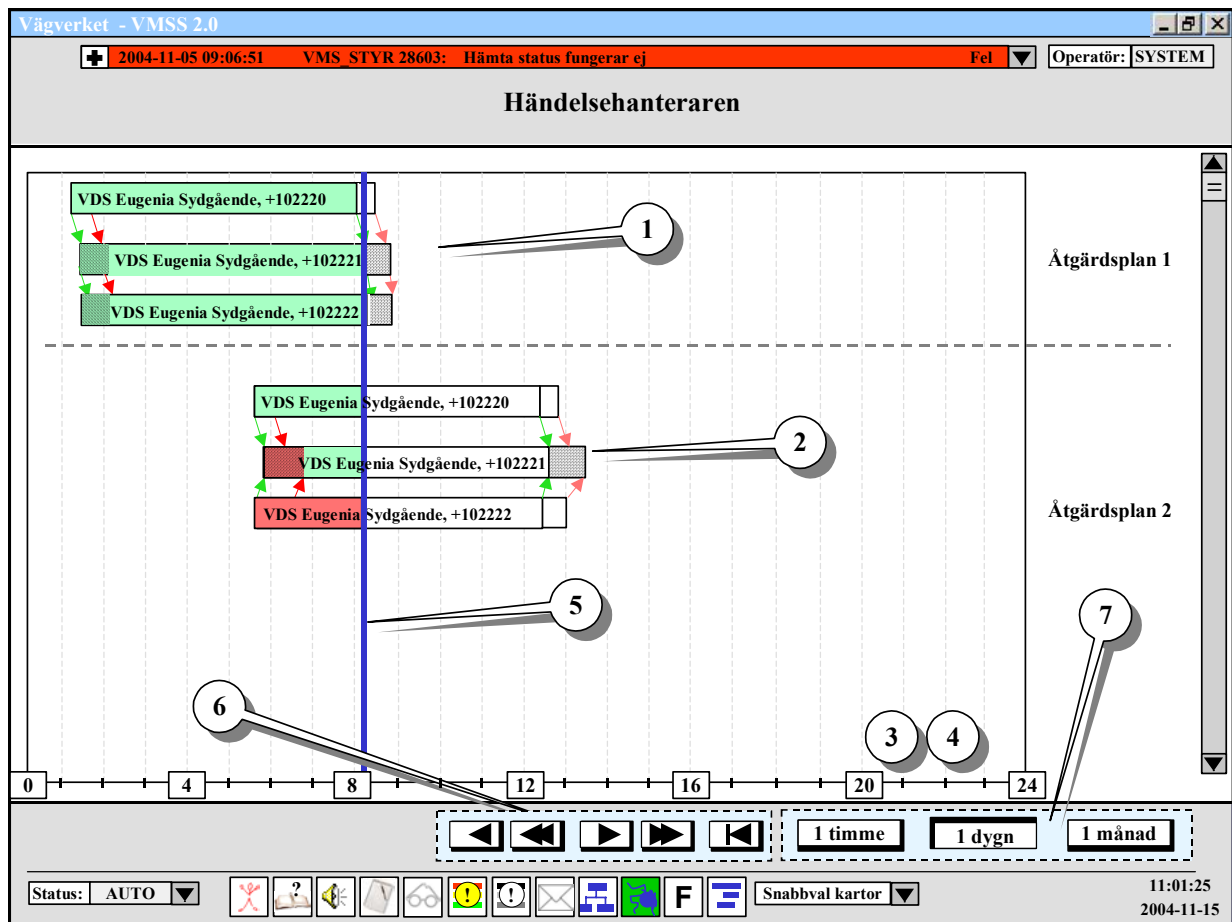 Vägverket - VMSS 2.0
2004-11-05 09:06:51 VMS_STYR 28603: Hämta status fungerar ej Fel
Operatör: SYSTEM
Händelsehanteraren
VDS Eugenia Sydgående, +102220
1
VDS Eugenia Sydgående, +102221
Åtgärdsplan 1
VDS Eugenia Sydgående, +102222
VDS Eugenia Sydgående, +102220
2
VDS Eugenia Sydgående, +102221
VDS Eugenia Sydgående, +102222
Åtgärdsplan 2
5
7
6
3 4
0 4 8 12 16 20 24
1 timme 1 dygn 1 månad
Status: AUTO ? ! ! F Snabbval kartor
11:01:25
2004-11-15